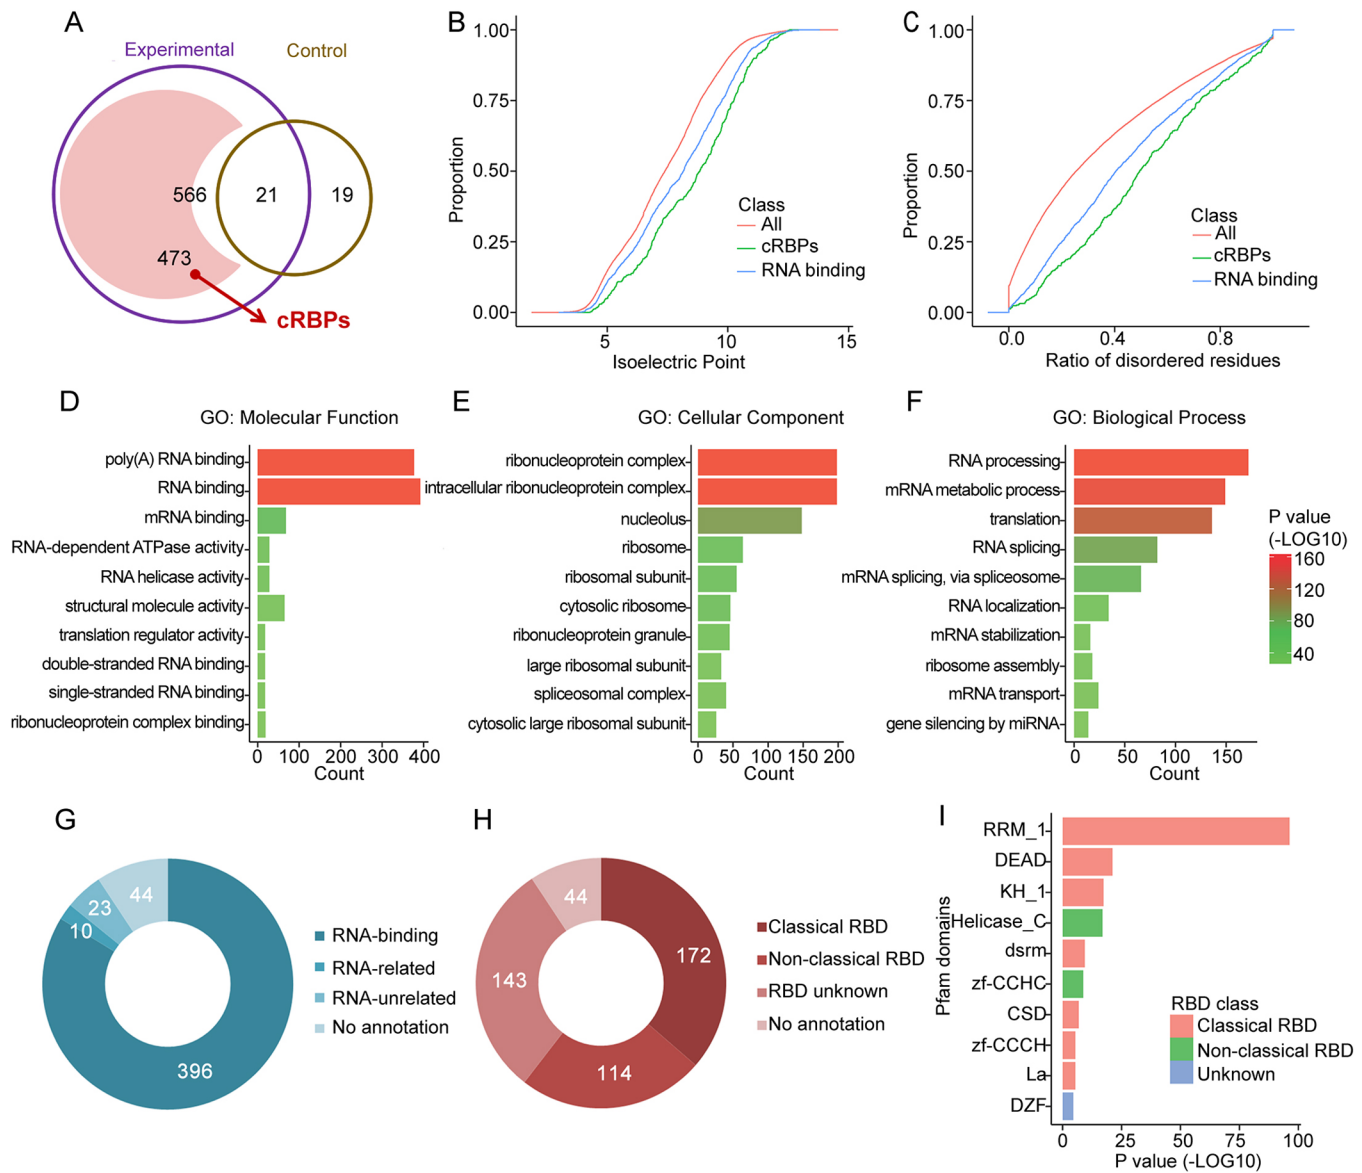 A
Experimental
Control
566
21
19
473
cRBPs
B
1.00
0.75
0.50
0.25
0.00
Proportion
5
10
15
Isoelectric Point
Class
All
cRBPs
RNA binding
C
1.00
0.75
0.50
0.25
0.00
Proportion
0.0
0.4
0.8
Ratio of disordered residues
Class
All
cRBPs
RNA binding
D
GO: Molecular Function
poly(A) RNA binding
RNA binding
mRNA binding
RNA-dependent ATPase activity
RNA helicase activity
structural molecule activity
translation regulator activity
double-stranded RNA binding
single-stranded RNA binding
ribonucleoprotein complex binding
0 100 200 300 400
Count
E
GO: Cellular Component
ribonucleoprotein complex
intracellular ribonucleoprotein complex
nucleolus
ribosome
ribosomal subunit
cytosolic ribosome
ribonucleoprotein granule
large ribosomal subunit
spliceosomal complex
cytosolic large ribosomal subunit
0 50 100 150 200
Count
F
GO: Biological Process
RNA processing
mRNA metabolic process
translation
RNA splicing
mRNA splicing, via spliceosome
RNA localization
mRNA stabilization
ribosome assembly
mRNA transport
gene silencing by miRNA
0 50 100 150
Count
P value
(-LOG10)
160
120
80
40
G
44
23
10
396
RNA-binding
RNA-related
RNA-unrelated
No annotation
H
44
172
143
114
Classical RBD
Non-classical RBD
RBD unknown
No annotation
I
Pfam domains
RRM_1
DEAD
KH_1
Helicase_C
dsrm
zf-CCHC
CSD
zf-CCCH
La
DZF
0 25 50 75 100
P value (-LOG10)
RBD class
Classical RBD
Non-classical RBD
Unknown